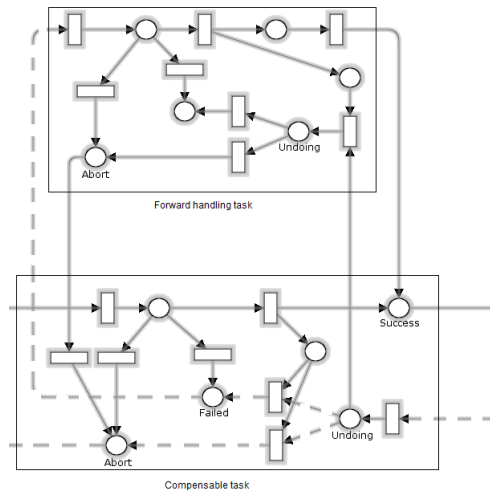 Undoing
Abort
Forward handling task
Success
Failed
Undoing
Abort
Compensable task